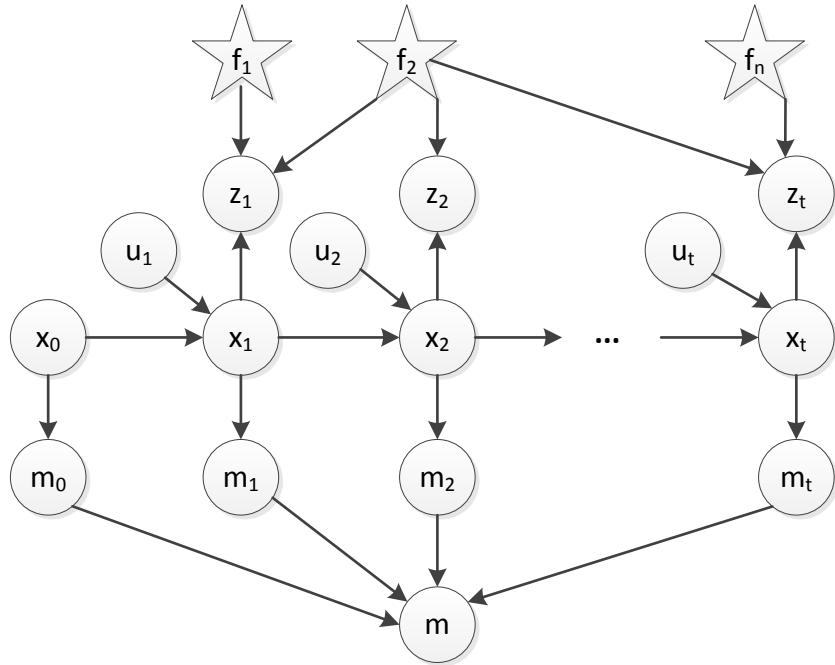 f₁ f₂ fₙ
z₁ z₂ zₜ
u₁ u₂ uₜ
x₀ x₁ x₂ ... xₜ
m₀ m₁ m₂ mₜ
m